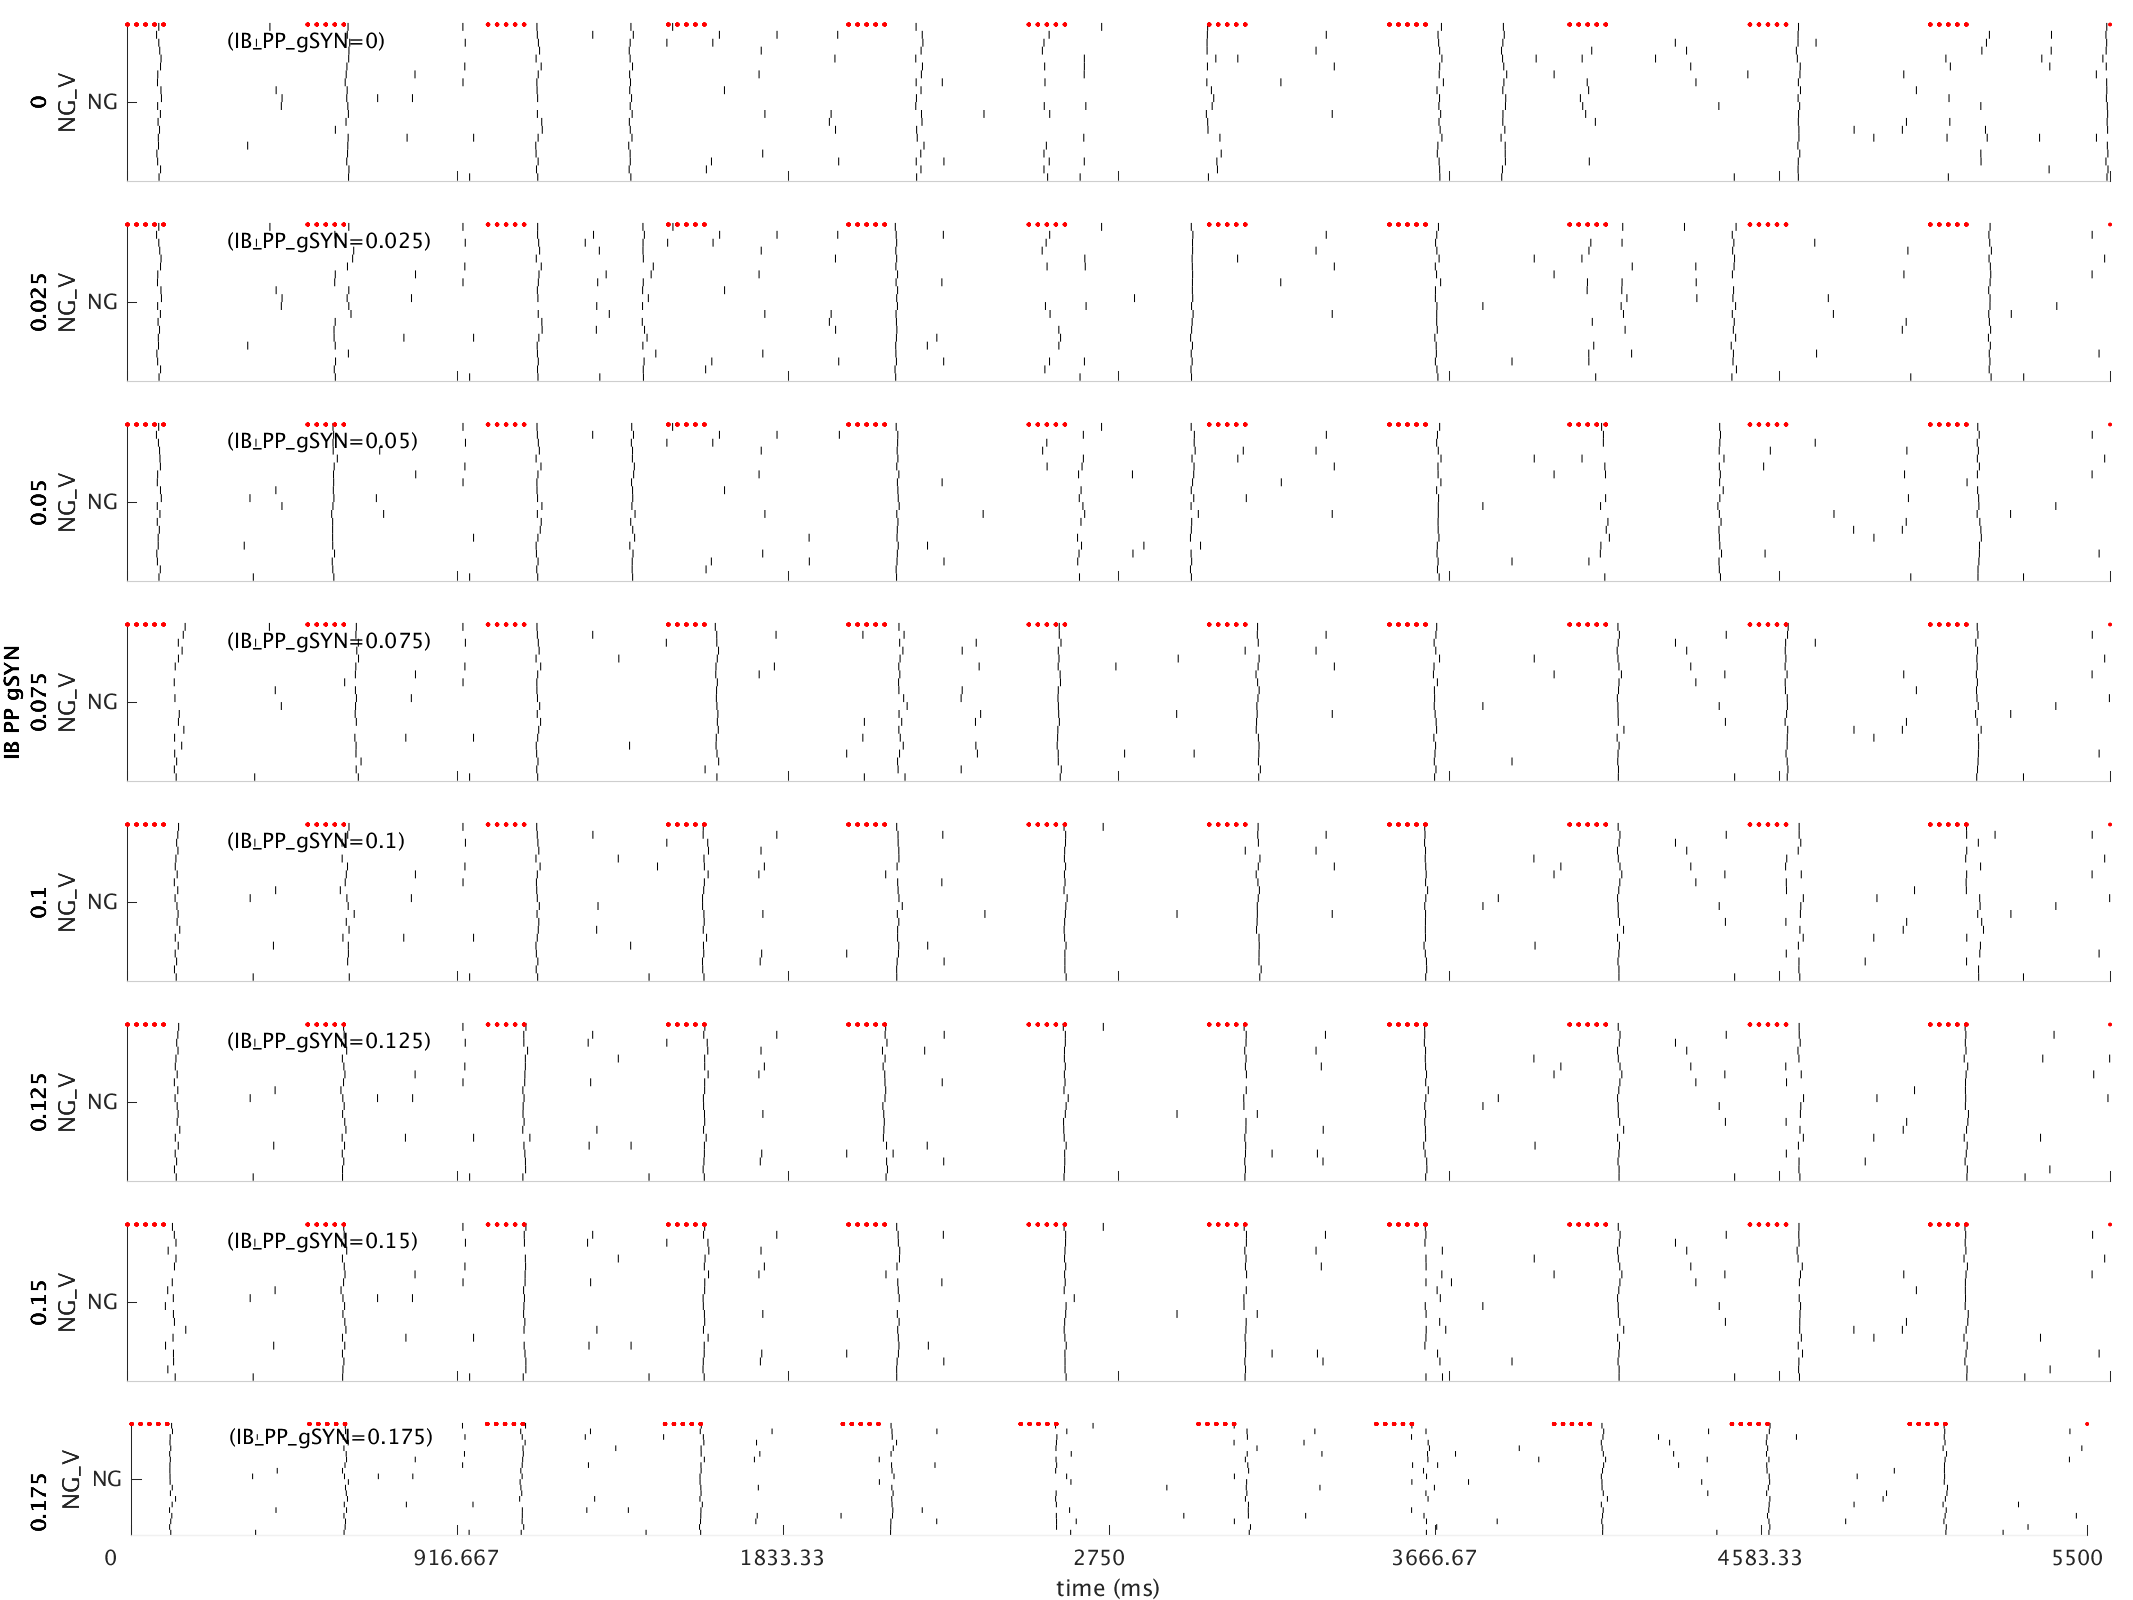 IB PP gSYN
0
NG_V
NG
(IB_PP_gSYN=0)
0.025
NG_V
NG
(IB_PP_gSYN=0.025)
0.05
NG_V
NG
(IB_PP_gSYN=0.05)
0.075
NG_V
NG
(IB_PP_gSYN=0.075)
0.1
NG_V
NG
(IB_PP_gSYN=0.1)
0.125
NG_V
NG
(IB_PP_gSYN=0.125)
0.15
NG_V
NG
(IB_PP_gSYN=0.15)
0.175
NG_V
NG
(IB_PP_gSYN=0.175)
0 916.667 1833.33 2750 3666.67 4583.33 5500
time (ms)